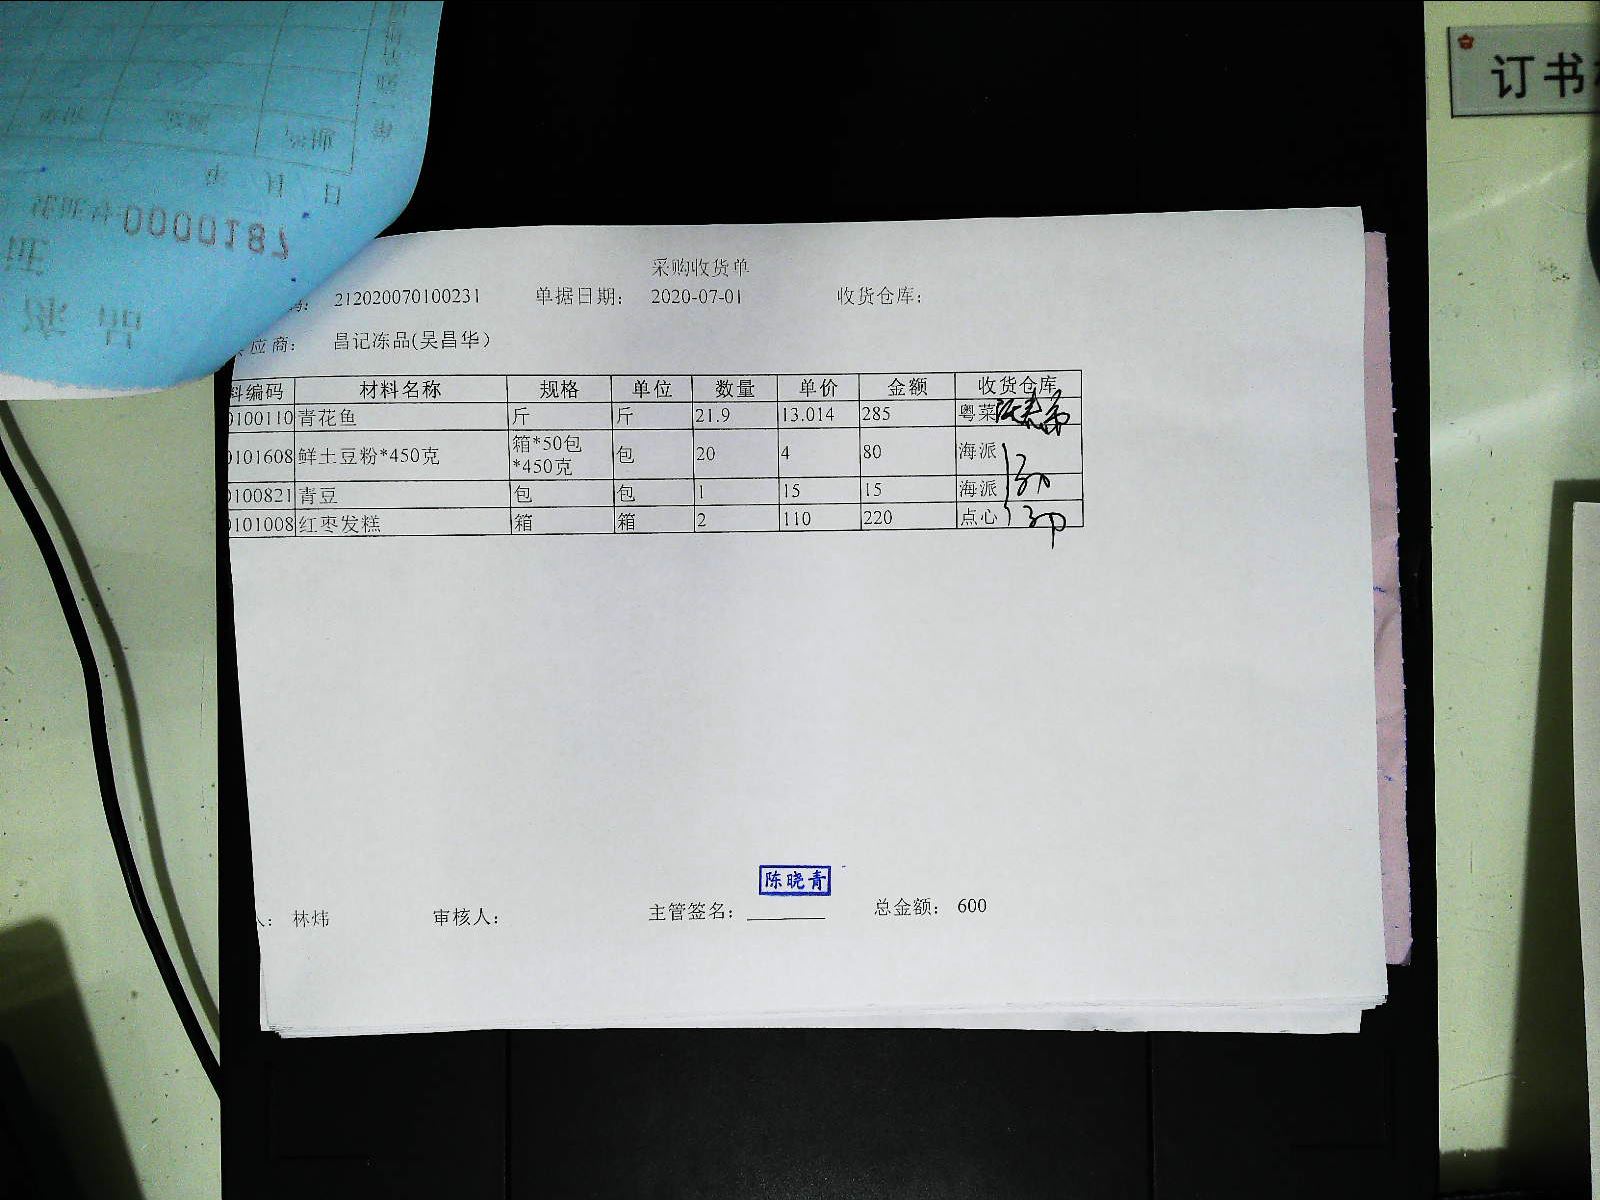 订书
0000187
采购收货单
212020070100231 单据日期： 2020-07-01 收货仓库：
应商： 昌记冻品(吴昌华)
料编码 材料名称 规格 单位 数量 单价 金额 收货仓库
0100110 青花鱼 斤 斤 21.9 13.014 285 粤菜
0101608 鲜土豆粉*450克 箱*50包*450克 包 20 4 80 海派
0100821 青豆 包 包 1 15 15 海派
0101008 红枣发糕 箱 箱 2 110 220 点心
陈晓青
人： 林炜 审核人： 主管签名： 总金额： 600